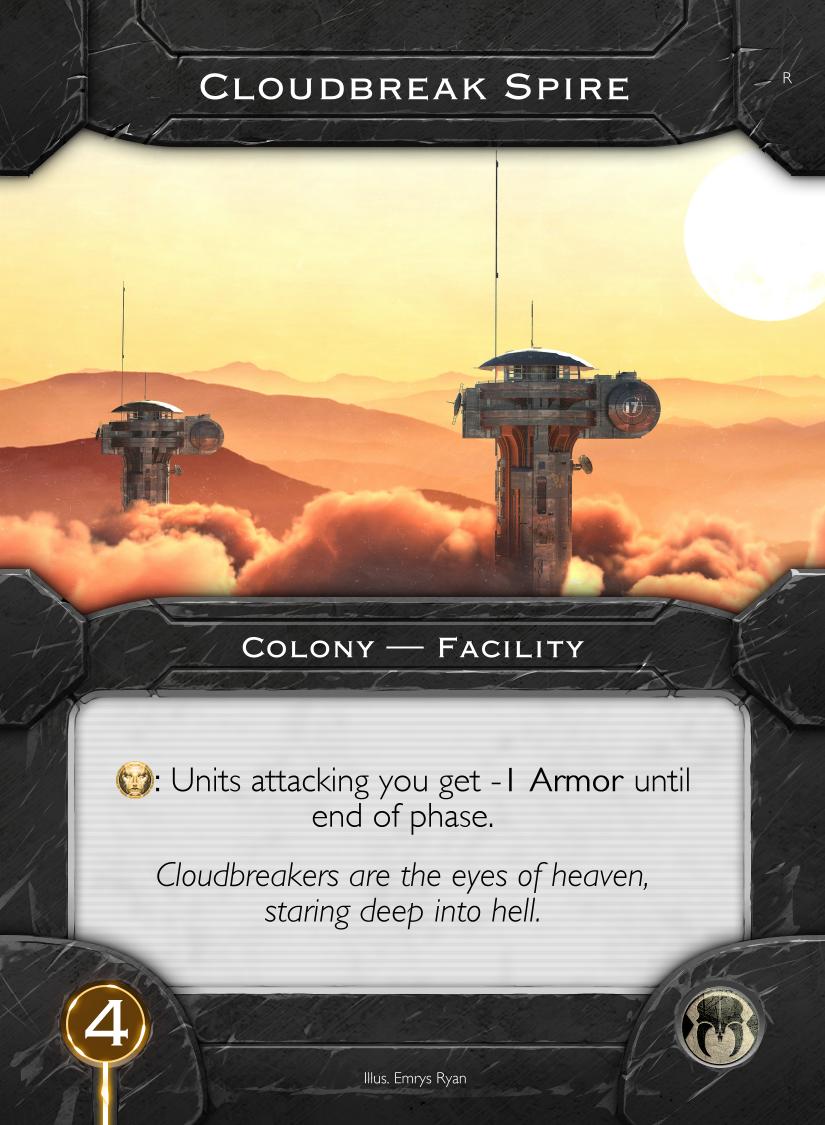 Cloudbreak Spire
R
17
Colony — Facility
: Units attacking you get -1 Armor until
end of phase.
Cloudbreakers are the eyes of heaven,
staring deep into hell.
4
Illus. Emrys Ryan